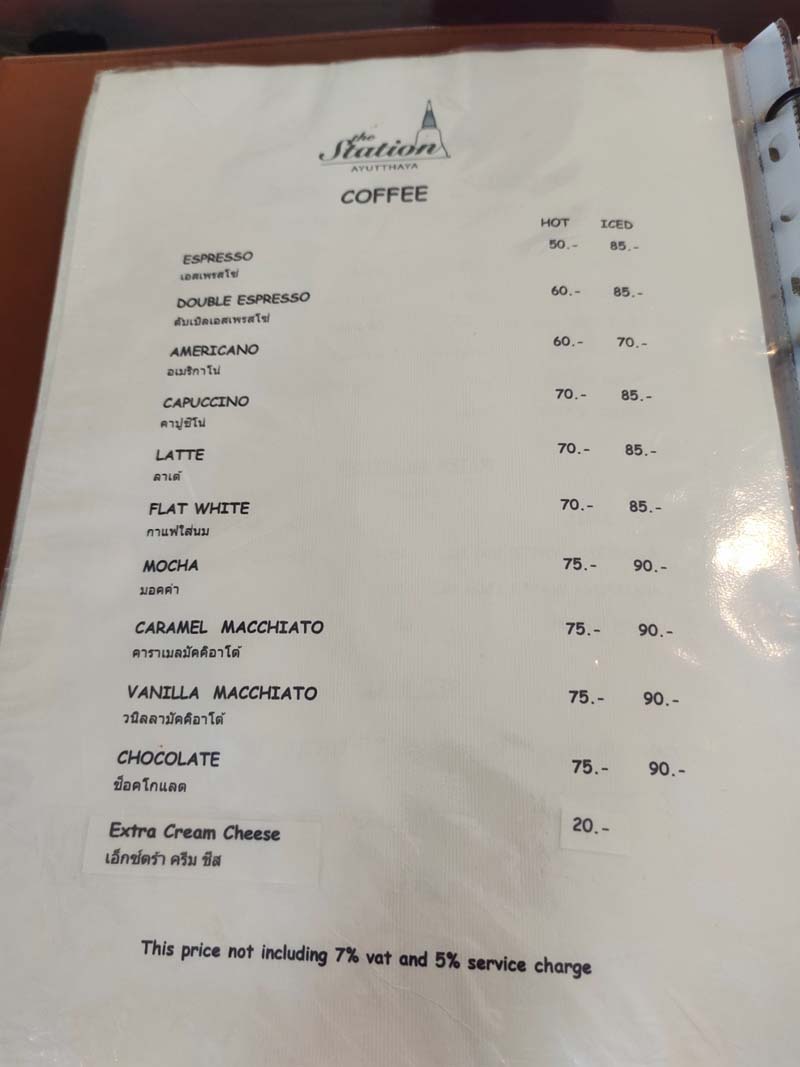 the
Station
AYUTTHAYA
COFFEE
HOT ICED
ESPRESSO 50.- 85.-
เอสเพรสโซ่
DOUBLE ESPRESSO 60.- 85.-
ดับเบิลเอสเพรสโซ่
AMERICANO 60.- 70.-
อเมริกาโน่
CAPUCCINO 70.- 85.-
คาปูชิโน่
LATTE 70.- 85.-
ลาเต้
FLAT WHITE 70.- 85.-
กาแฟใส่นม
MOCHA 75.- 90.-
มอคค่า
CARAMEL MACCHIATO 75.- 90.-
คาราเมลมัคคิอาโต้
VANILLA MACCHIATO 75.- 90.-
วนิลลามัคคิอาโต้
CHOCOLATE 75.- 90.-
ช็อคโกแลต
Extra Cream Cheese 20.-
เอ็กซ์ตร้า ครีม ชีส
This price not including 7% vat and 5% service charge